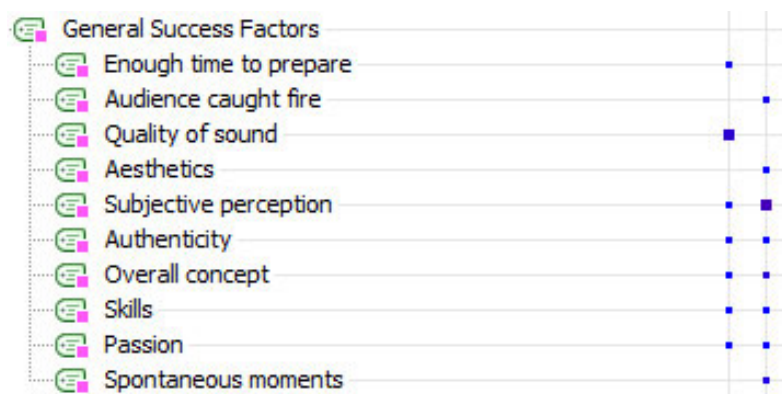 General Success Factors
Enough time to prepare
Audience caught fire
Quality of sound
Aesthetics
Subjective perception
Authenticity
Overall concept
Skills
Passion
Spontaneous moments